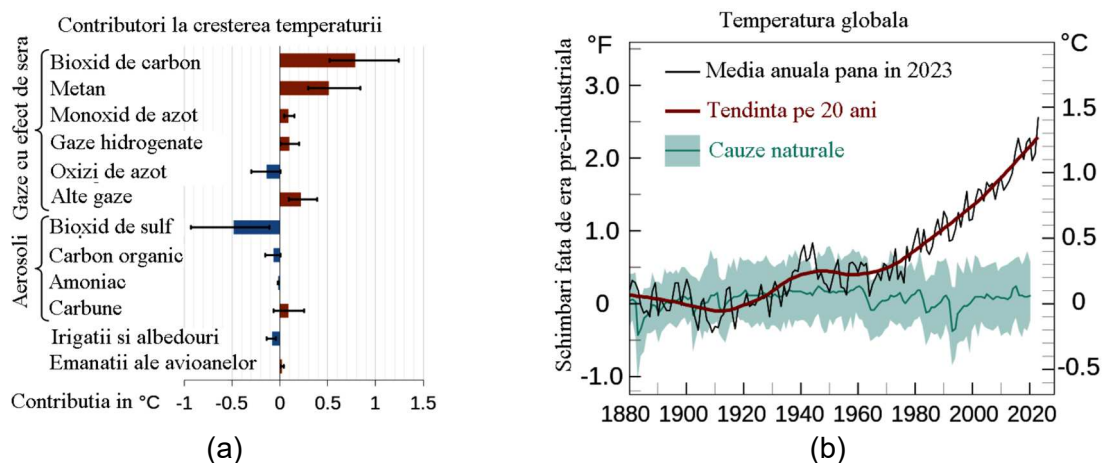 Contributori la cresterea temperaturii
Gaze cu efect de sera
Bioxid de carbon
Metan
Monoxid de azot
Gaze hidrogenate
Oxizi de azot
Alte gaze
Aerosoli
Bioxid de sulf
Carbon organic
Amoniac
Carbune
Irigatii si albedouri
Emanatii ale avioanelor
Contributia in °C -1 -0.5 0 0.5 1 1.5
(a)
Temperatura globala
°F °C
Schimbari fata de era pre-industriala
3.0
2.0
1.0
0
-1.0
Media anuala pana in 2023
Tendinta pe 20 ani
Cauze naturale
1.5
1.0
0.5
0
-0.5
1880 1900 1920 1940 1960 1980 2000 2020
(b)